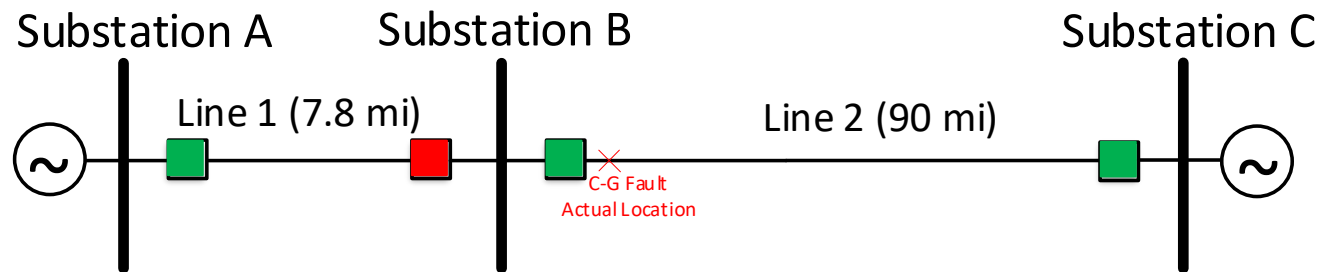 Substation A
Substation B
Substation C
Line 1 (7.8 mi)
Line 2 (90 mi)
C-G Fault
Actual Location